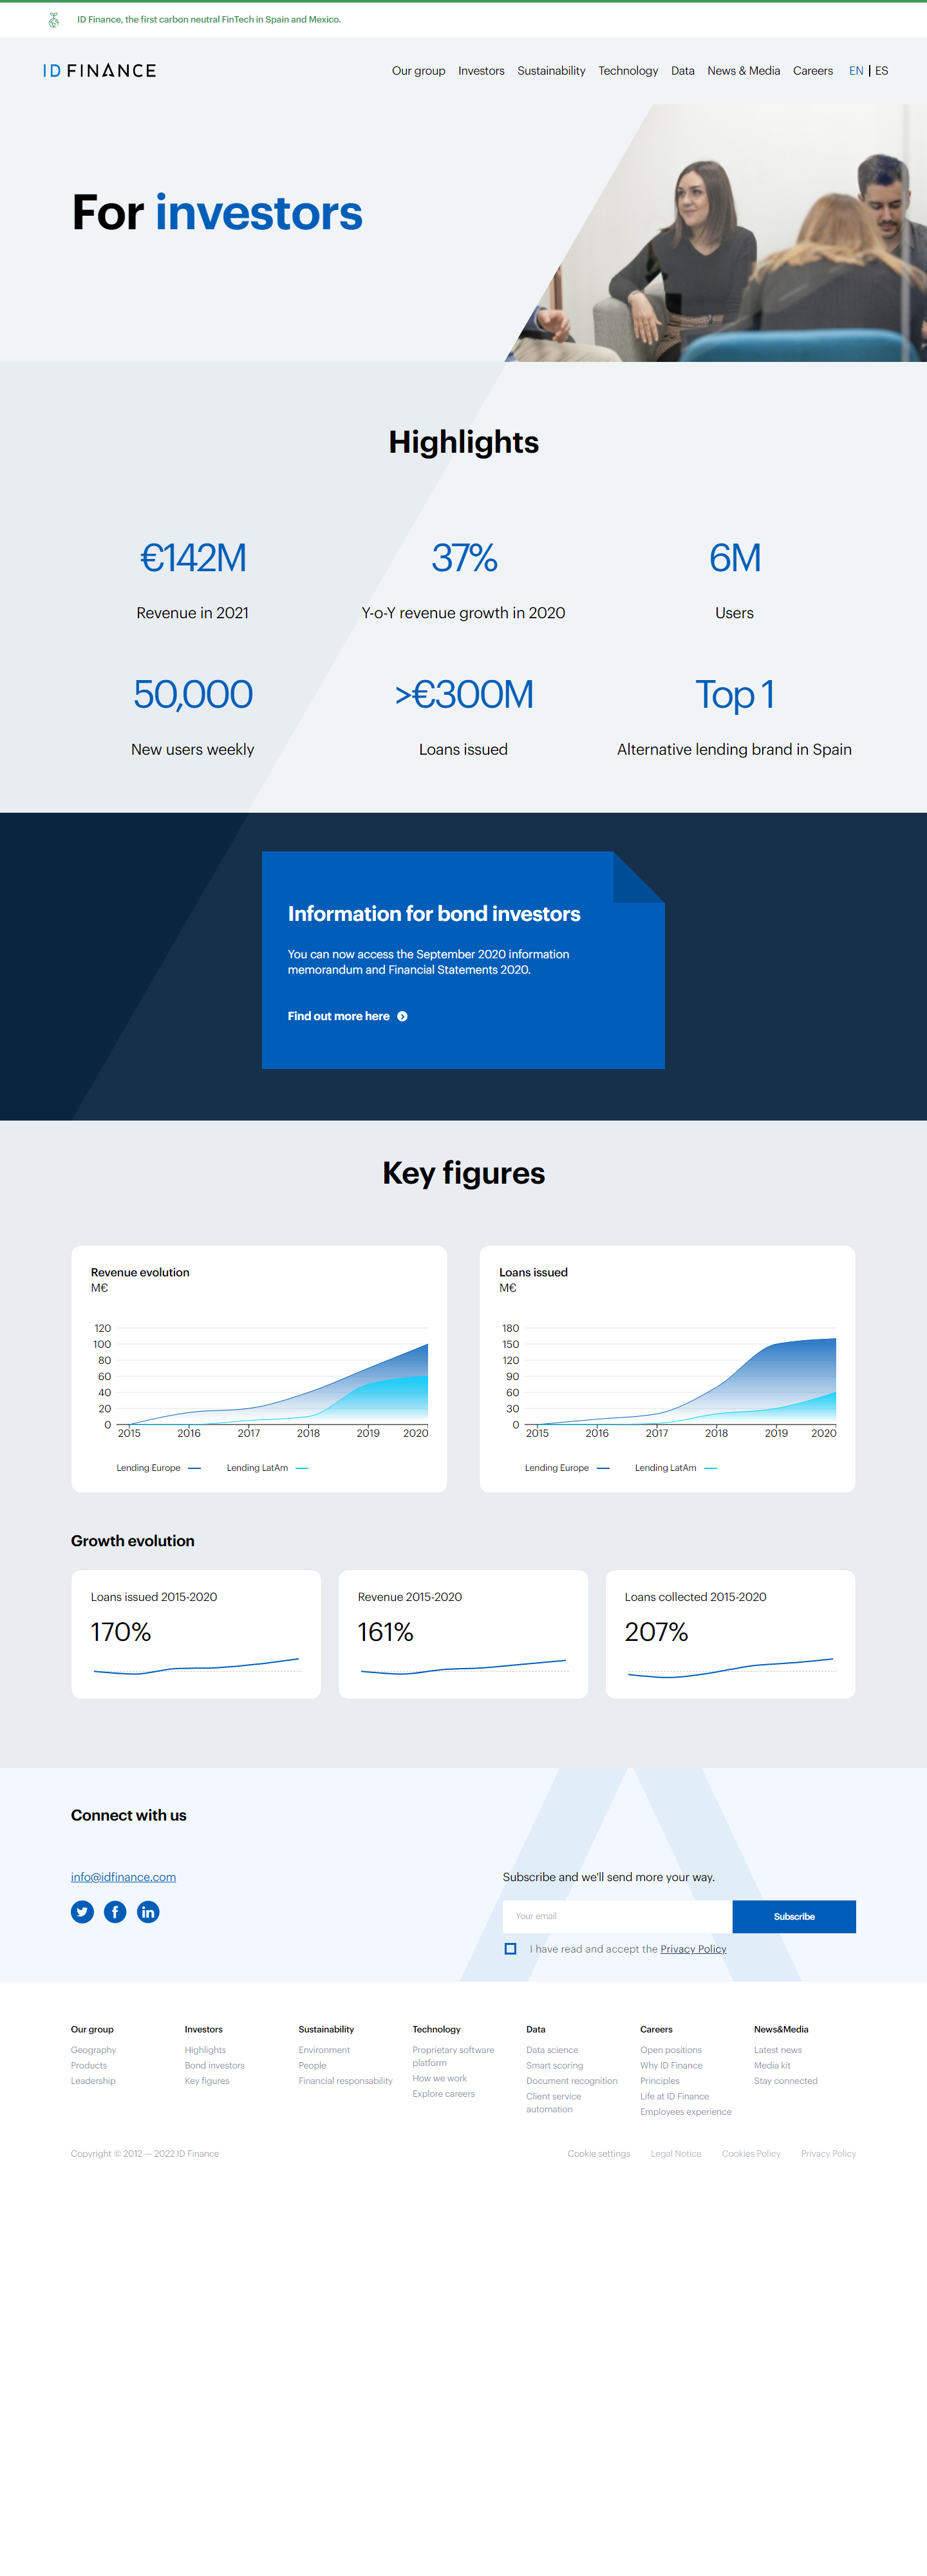 ID Finance, the first carbon neutral FinTech in Spain and Mexico.
ID FINANCE
Our group Investors Sustainability Technology Data News & Media Careers EN | ES
For investors
Highlights
€142M 37% 6M
Revenue in 2021 Y-o-Y revenue growth in 2020 Users
50,000 >€300M Top 1
New users weekly Loans issued Alternative lending brand in Spain
Information for bond investors
You can now access the September 2020 information
memorandum and Financial Statements 2020.
Find out more here
Key figures
Revenue evolution
M€
120
100
80
60
40
20
0
2015 2016 2017 2018 2019 2020
Lending Europe Lending LatAm
Loans issued
M€
180
150
120
90
60
30
0
2015 2016 2017 2018 2019 2020
Lending Europe Lending LatAm
Growth evolution
Loans issued 2015-2020
170%
Revenue 2015-2020
161%
Loans collected 2015-2020
207%
Connect with us
info@idfinance.com
Subscribe and we'll send more your way.
Your email Subscribe
I have read and accept the Privacy Policy
Our group
Geography
Products
Leadership
Investors
Highlights
Bond investors
Key figures
Sustainability
Environment
People
Financial responsability
Technology
Proprietary software
platform
How we work
Explore careers
Data
Data science
Smart scoring
Document recognition
Client service
automation
Careers
Open positions
Why ID Finance
Principles
Life at ID Finance
Employees experience
News&Media
Latest news
Media kit
Stay connected
Copyright © 2012 — 2022 ID Finance
Cookie settings Legal Notice Cookies Policy Privacy Policy